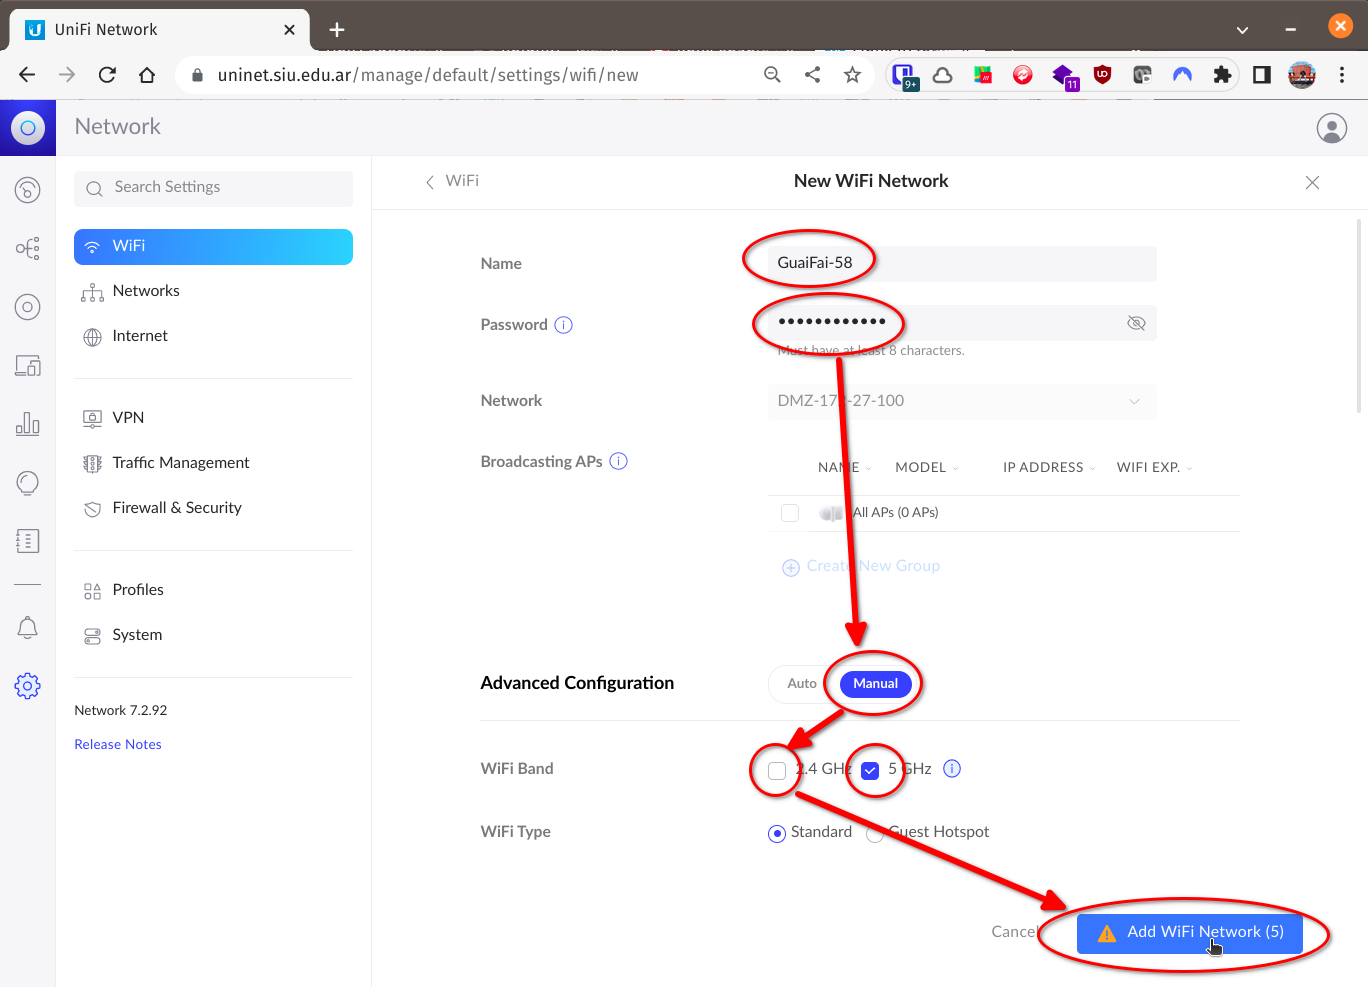 UniFi Network
uninet.siu.edu.ar/manage/default/settings/wifi/new
9+
11
Network
Search Settings
WiFi
Networks
Internet
VPN
Traffic Management
Firewall & Security
Profiles
System
Network 7.2.92
Release Notes
WiFi
New WiFi Network
Name
GuaiFai-58
Password
••••••••••••
Must have at least 8 characters.
Network
DMZ-172-27-100
Broadcasting APs
NAME MODEL IP ADDRESS WIFI EXP.
All APs (0 APs)
Create New Group
Advanced Configuration
Auto Manual
WiFi Band
2.4 GHz 5 GHz
WiFi Type
Standard Guest Hotspot
Cancel
Add WiFi Network (5)